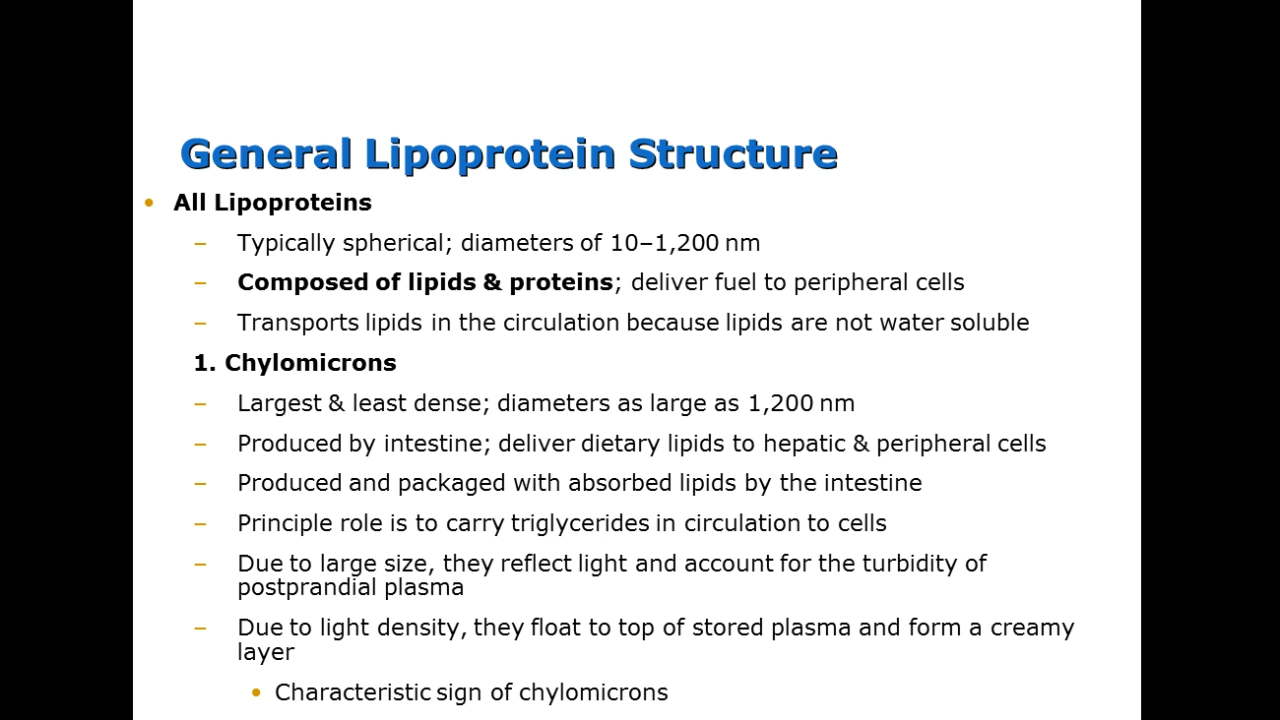 General Lipoprotein Structure
• All Lipoproteins
– Typically spherical; diameters of 10–1,200 nm
– Composed of lipids & proteins; deliver fuel to peripheral cells
– Transports lipids in the circulation because lipids are not water soluble
1. Chylomicrons
– Largest & least dense; diameters as large as 1,200 nm
– Produced by intestine; deliver dietary lipids to hepatic & peripheral cells
– Produced and packaged with absorbed lipids by the intestine
– Principle role is to carry triglycerides in circulation to cells
– Due to large size, they reflect light and account for the turbidity of
postprandial plasma
– Due to light density, they float to top of stored plasma and form a creamy
layer
• Characteristic sign of chylomicrons